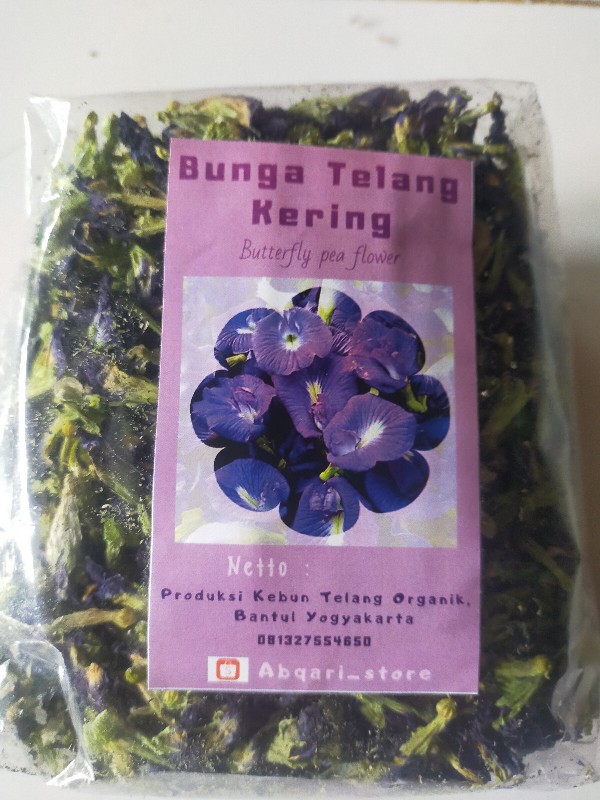 Bunga Telang
Kering
Butterfly pea flower
Netto :
Produksi Kebun Telang Organik,
Bantul Yogyakarta
081327554650
Abqari_store